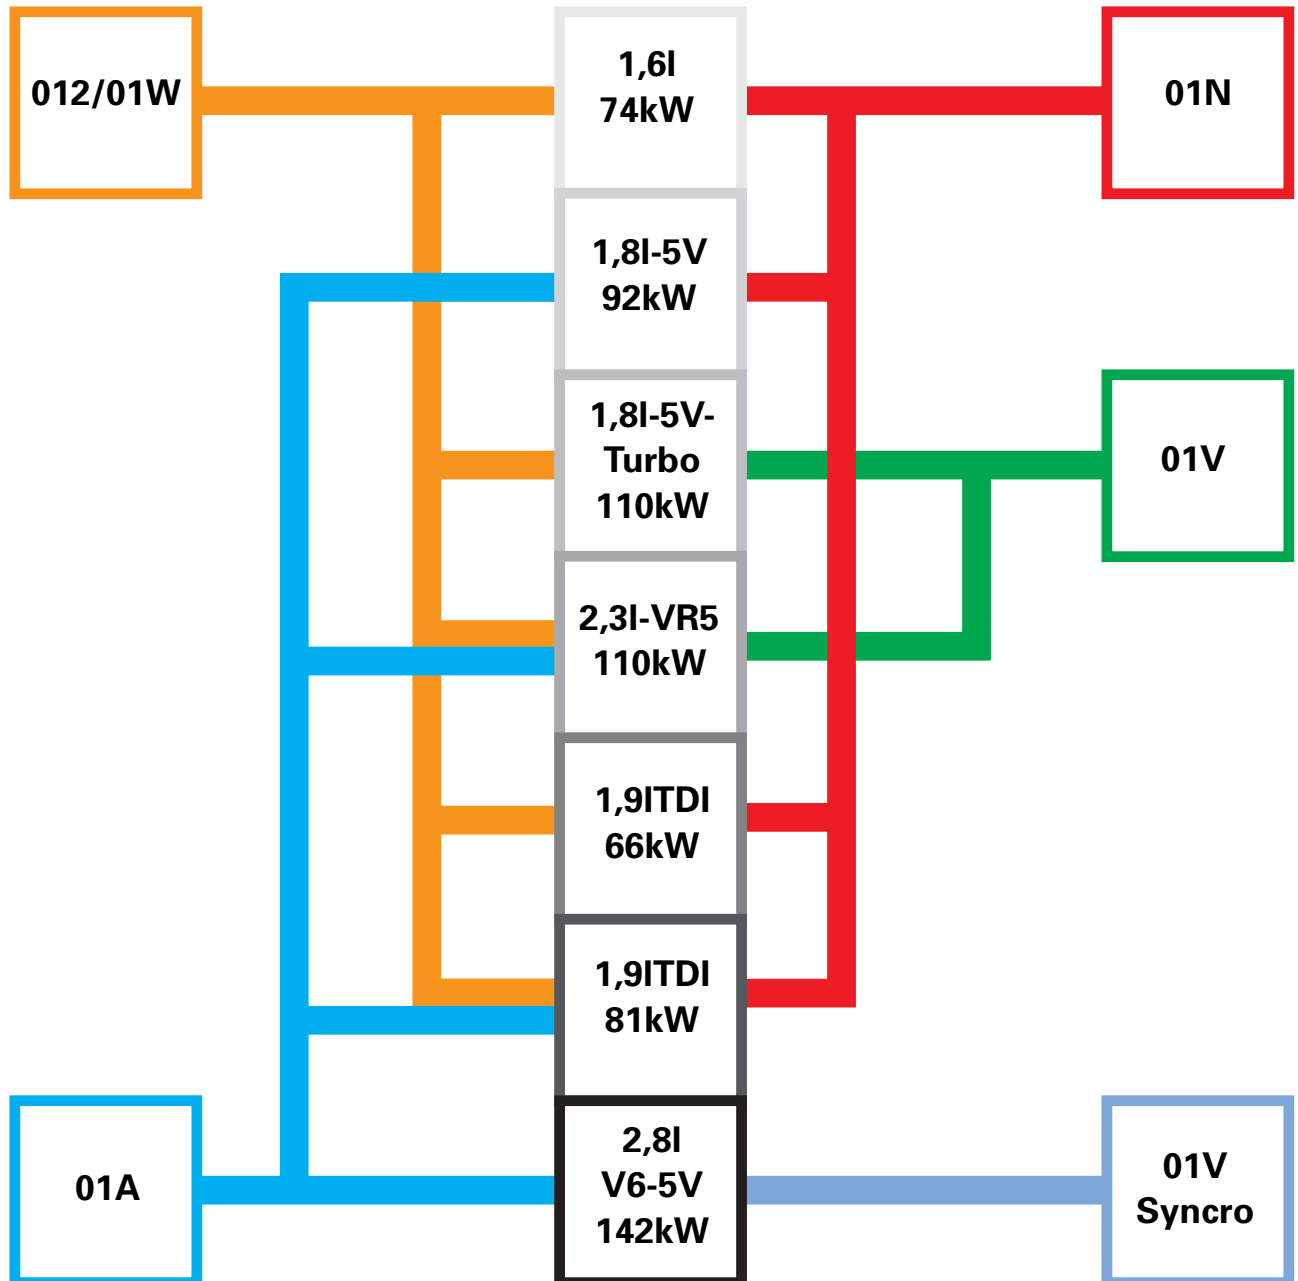 012/01W
1,6l
74kW
01N
1,8l-5V
92kW
1,8l-5V-
Turbo
110kW
01V
2,3l-VR5
110kW
1,9lTDI
66kW
1,9lTDI
81kW
01A
2,8l
V6-5V
142kW
01V
Syncro